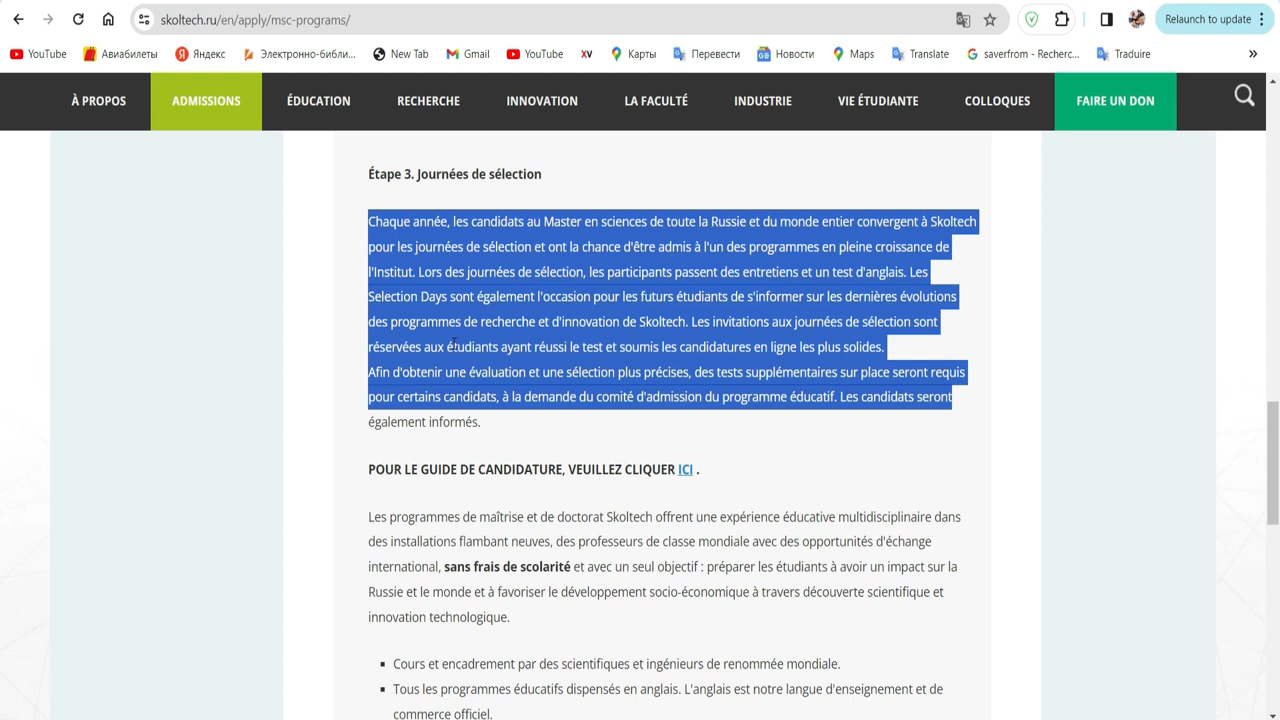 skoltech.ru/en/apply/msc-programs/
Relaunch to update
YouTube
Авиабилеты
Яндекс
Электронно-библи...
New Tab
Gmail
YouTube
XV
Карты
Перевести
Новости
Maps
Translate
saverfrom - Recherc...
Traduire
»
À PROPOS
ADMISSIONS
ÉDUCATION
RECHERCHE
INNOVATION
LA FACULTÉ
INDUSTRIE
VIE ÉTUDIANTE
COLLOQUES
FAIRE UN DON
Étape 3. Journées de sélection
Chaque année, les candidats au Master en sciences de toute la Russie et du monde entier convergent à Skoltech
pour les journées de sélection et ont la chance d'être admis à l'un des programmes en pleine croissance de
l'Institut. Lors des journées de sélection, les participants passent des entretiens et un test d'anglais. Les
Selection Days sont également l'occasion pour les futurs étudiants de s'informer sur les dernières évolutions
des programmes de recherche et d'innovation de Skoltech. Les invitations aux journées de sélection sont
réservées aux étudiants ayant réussi le test et soumis les candidatures en ligne les plus solides.
Afin d'obtenir une évaluation et une sélection plus précises, des tests supplémentaires sur place seront requis
pour certains candidats, à la demande du comité d'admission du programme éducatif. Les candidats seront
également informés.
POUR LE GUIDE DE CANDIDATURE, VEUILLEZ CLIQUER ICI .
Les programmes de maîtrise et de doctorat Skoltech offrent une expérience éducative multidisciplinaire dans
des installations flambant neuves, des professeurs de classe mondiale avec des opportunités d'échange
international, sans frais de scolarité et avec un seul objectif : préparer les étudiants à avoir un impact sur la
Russie et le monde et à favoriser le développement socio-économique à travers découverte scientifique et
innovation technologique.
Cours et encadrement par des scientifiques et ingénieurs de renommée mondiale.
Tous les programmes éducatifs dispensés en anglais. L'anglais est notre langue d'enseignement et de
commerce officiel.